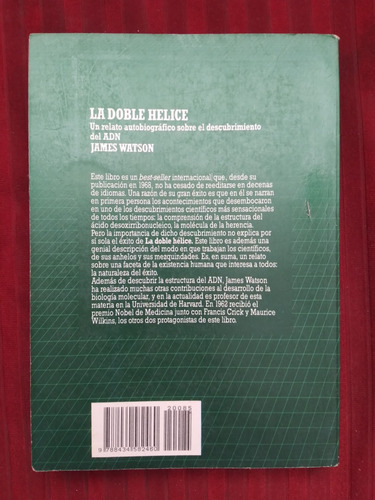 LA DOBLE HELICE
Un relato autobiográfico sobre el descubrimiento
del ADN
JAMES WATSON
Este libro es un best-seller internacional que, desde su
publicación en 1968, no ha cesado de reeditarse en decenas
de idiomas. Una razón de su gran éxito es que en él se narran
en primera persona los acontecimientos que desembocaron
en uno de los descubrimientos científicos más sensacionales
de todos los tiempos: la comprensión de la estructura del
ácido desoxirribonucleico, la molécula de la herencia
Pero la importancia de dicho descubrimiento no explica por
sí sola el éxito de La doble hélice. Este libro es además una
genial descripción del modo en que trabajan los científicos,
de sus anhelos y sus mezquindades. Es, en suma, un relato
sobre una faceta de la existencia humana que interesa a todos:
la naturaleza del éxito.
Además de descubrir la estructura del ADN, James Watson
ha realizado muchas otras contribuciones al desarrollo de la
biología molecular, y en la actualidad es profesor de esta
materia en la Universidad de Harvard. En 1962 recibió el
premio Nobel de Medicina junto con Francis Crick y Maurice
Wilkins, los otros dos protagonistas de este libro.
20085
9788434582460